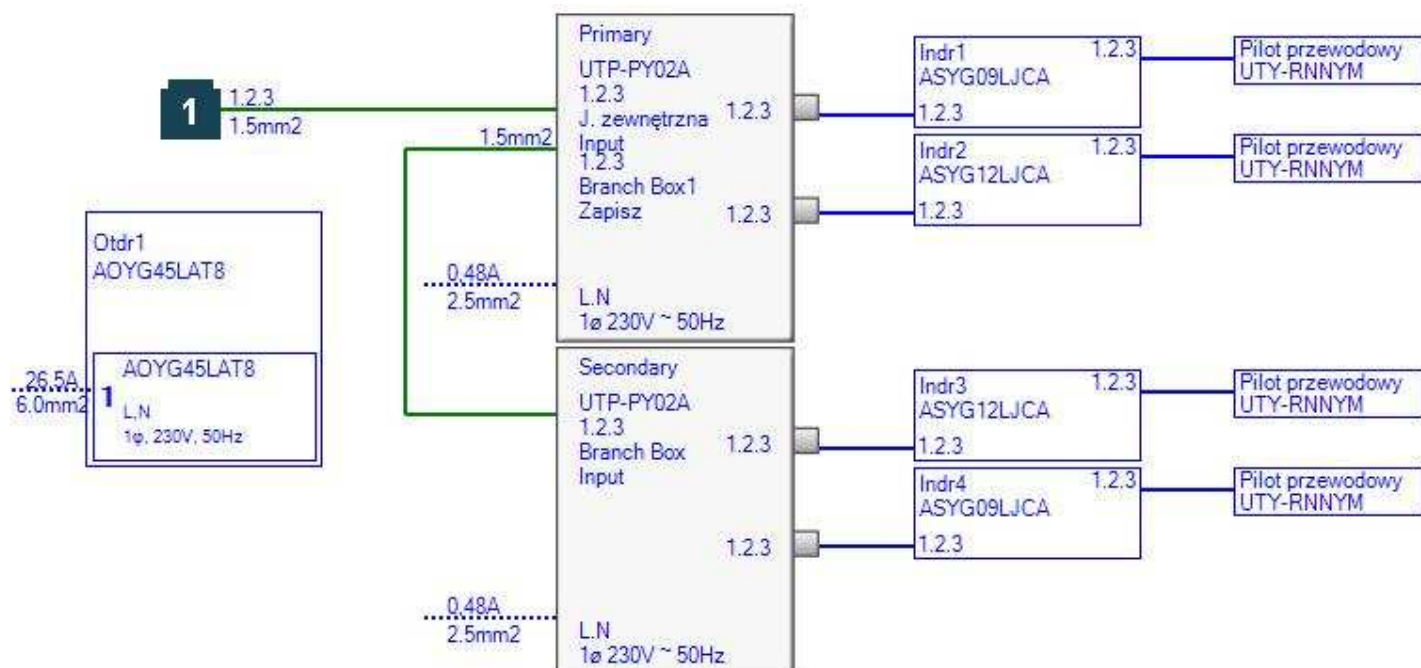 1
1.2.3
1.5mm2
1.5mm2
Otdr1
AOYG45LAT8
AOYG45LAT8
1
L,N
1φ, 230V, 50Hz
26.5A
6.0mm2
Primary
UTP-PY02A
1.2.3
J. zewnętrzna
Input
1.2.3
Branch Box1
Zapisz
1.2.3
1.2.3
0,48A
2.5mm2
L.N
1ø 230V ~ 50Hz
Secondary
UTP-PY02A
1.2.3
Branch Box
Input
1.2.3
1.2.3
0,48A
2.5mm2
L.N
1ø 230V ~ 50Hz
Indr1 1.2.3
ASYG09LJCA
1.2.3
Pilot przewodowy
UTY-RNNYM
Indr2 1.2.3
ASYG12LJCA
1.2.3
Pilot przewodowy
UTY-RNNYM
Indr3 1.2.3
ASYG12LJCA
1.2.3
Pilot przewodowy
UTY-RNNYM
Indr4 1.2.3
ASYG09LJCA
1.2.3
Pilot przewodowy
UTY-RNNYM